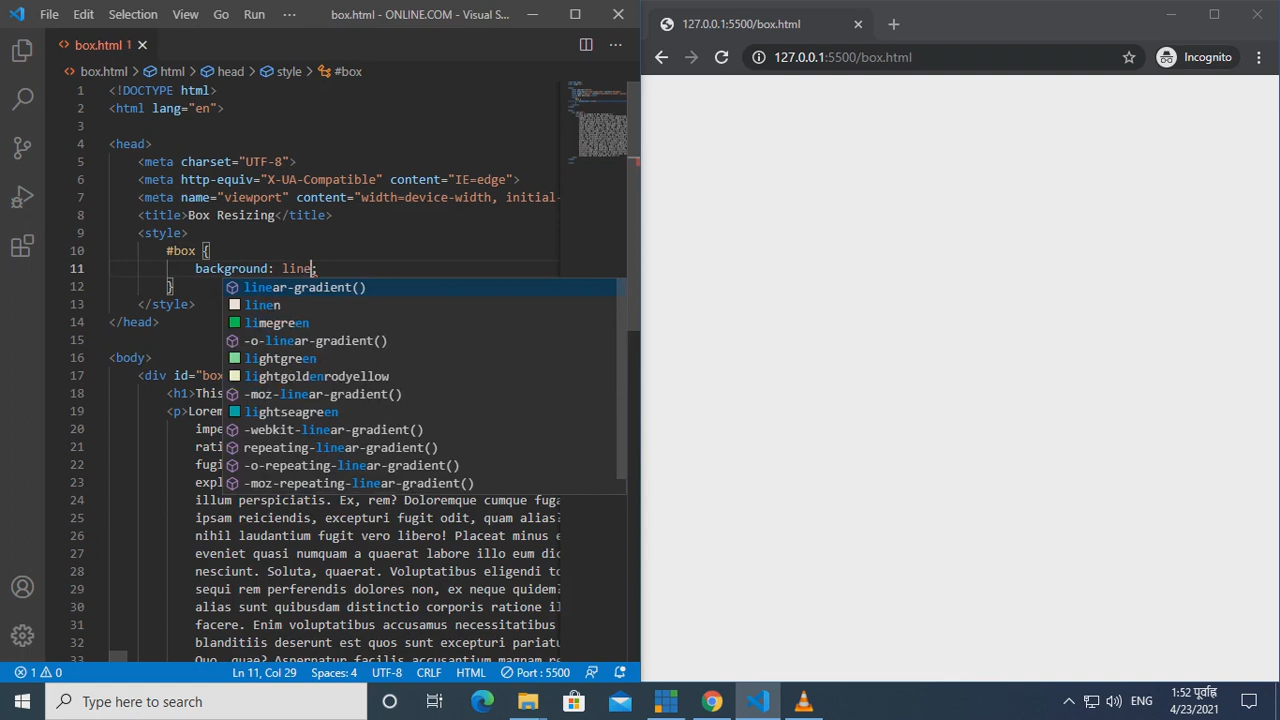 File Edit Selection View Go Run ··· box.html - ONLINE.COM - Visual S...
box.html 1
box.html > html > head > style > #box
1 <!DOCTYPE html>
2 <html lang="en">
3
4 <head>
5 <meta charset="UTF-8">
6 <meta http-equiv="X-UA-Compatible" content="IE=edge">
7 <meta name="viewport" content="width=device-width, initial-
8 <title>Box Resizing</title>
9 <style>
10 #box {
11 background: line;
12 }
13 </style>
14 </head>
15
16 <body>
17 <div id="box
18 <h1>This
19 <p>Lorem
20 impe
21 rati
22 fugi
23 expl
24 illum perspiciatis. Ex, rem? Doloremque cumque fuga
25 ipsam reiciendis, excepturi fugit odit, quam alias?
26 nihil laudantium fugit vero libero! Placeat minus e
27 eveniet quasi numquam a quaerat labore illo eum dic
28 nesciunt. Soluta, quaerat. Voluptatibus eligendi te
29 sequi rem perferendis dolores non, ex neque quidem?
30 alias sunt quibusdam distinctio corporis ratione il
31 facere. Enim voluptatibus accusamus necessitatibus
32 blanditiis deserunt est quos sunt excepturi pariatu
33 Quo, quae? Aspernatur facilis accusantium magnam re
linear-gradient()
linen
limegreen
-o-linear-gradient()
lightgreen
lightgoldenrodyellow
-moz-linear-gradient()
lightseagreen
-webkit-linear-gradient()
repeating-linear-gradient()
-o-repeating-linear-gradient()
-moz-repeating-linear-gradient()
1 0 Ln 11, Col 29 Spaces: 4 UTF-8 CRLF HTML Port : 5500
127.0.0.1:5500/box.html
127.0.0.1:5500/box.html Incognito
Type here to search
ENG
1:52 पूर्वाह्न
4/23/2021